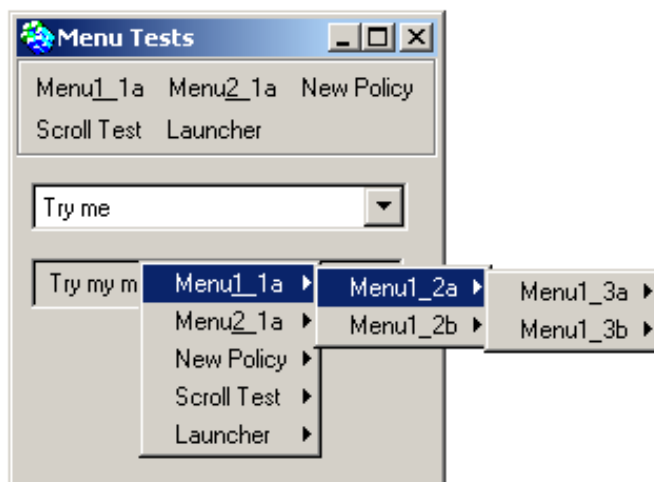 Menu Tests
Menu1_1a Menu2_1a New Policy
Scroll Test Launcher
Try me
Try my m
Menu1_1a Menu1_2a Menu1_3a
Menu2_1a Menu1_2b Menu1_3b
New Policy
Scroll Test
Launcher